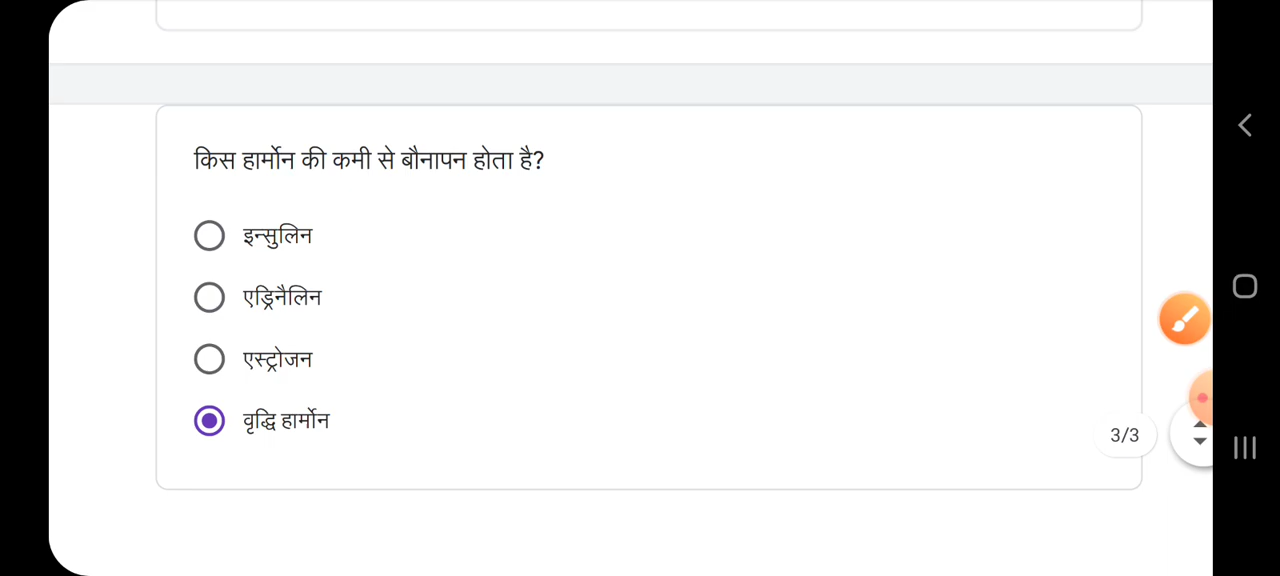 किस हार्मोन की कमी से बौनापन होता है?
इन्सुलिन
एड्रिनैलिन
एस्ट्रोजन
वृद्धि हार्मोन
3/3